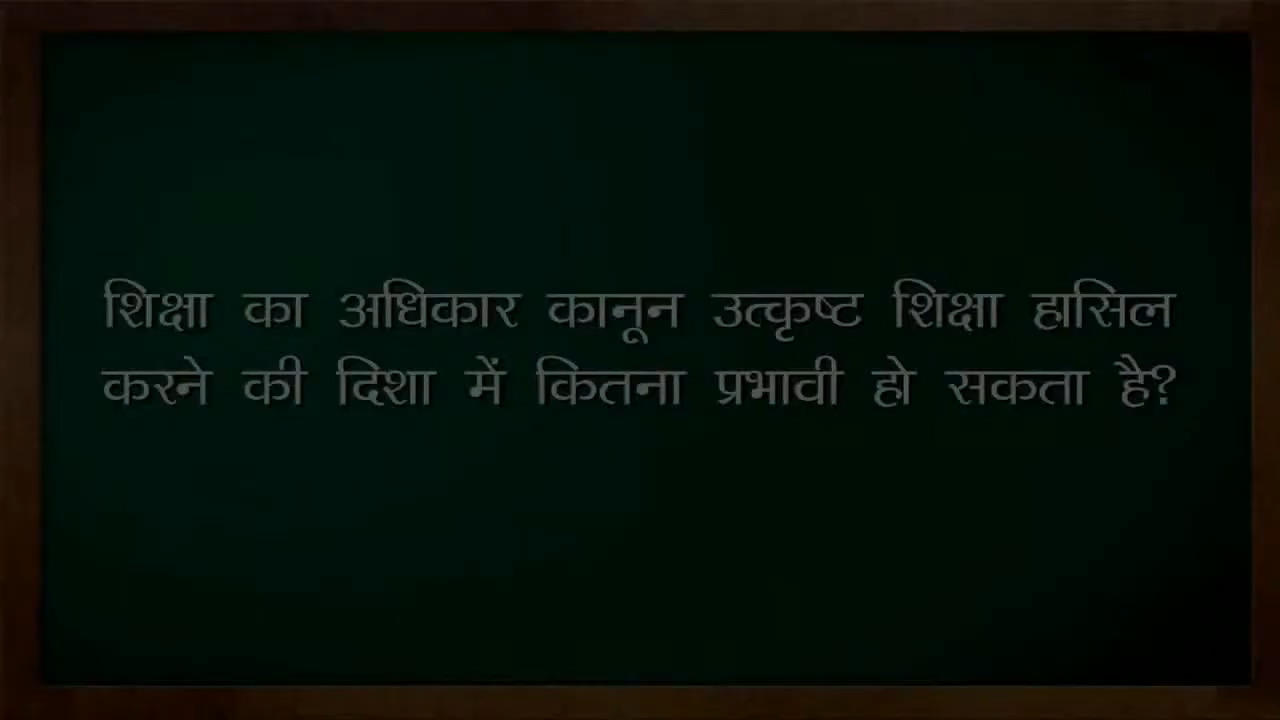 शिक्षा का अधिकार कानून उत्कृष्ट शिक्षा हासिल
करने की दिशा में कितना प्रभावी हो सकता है?